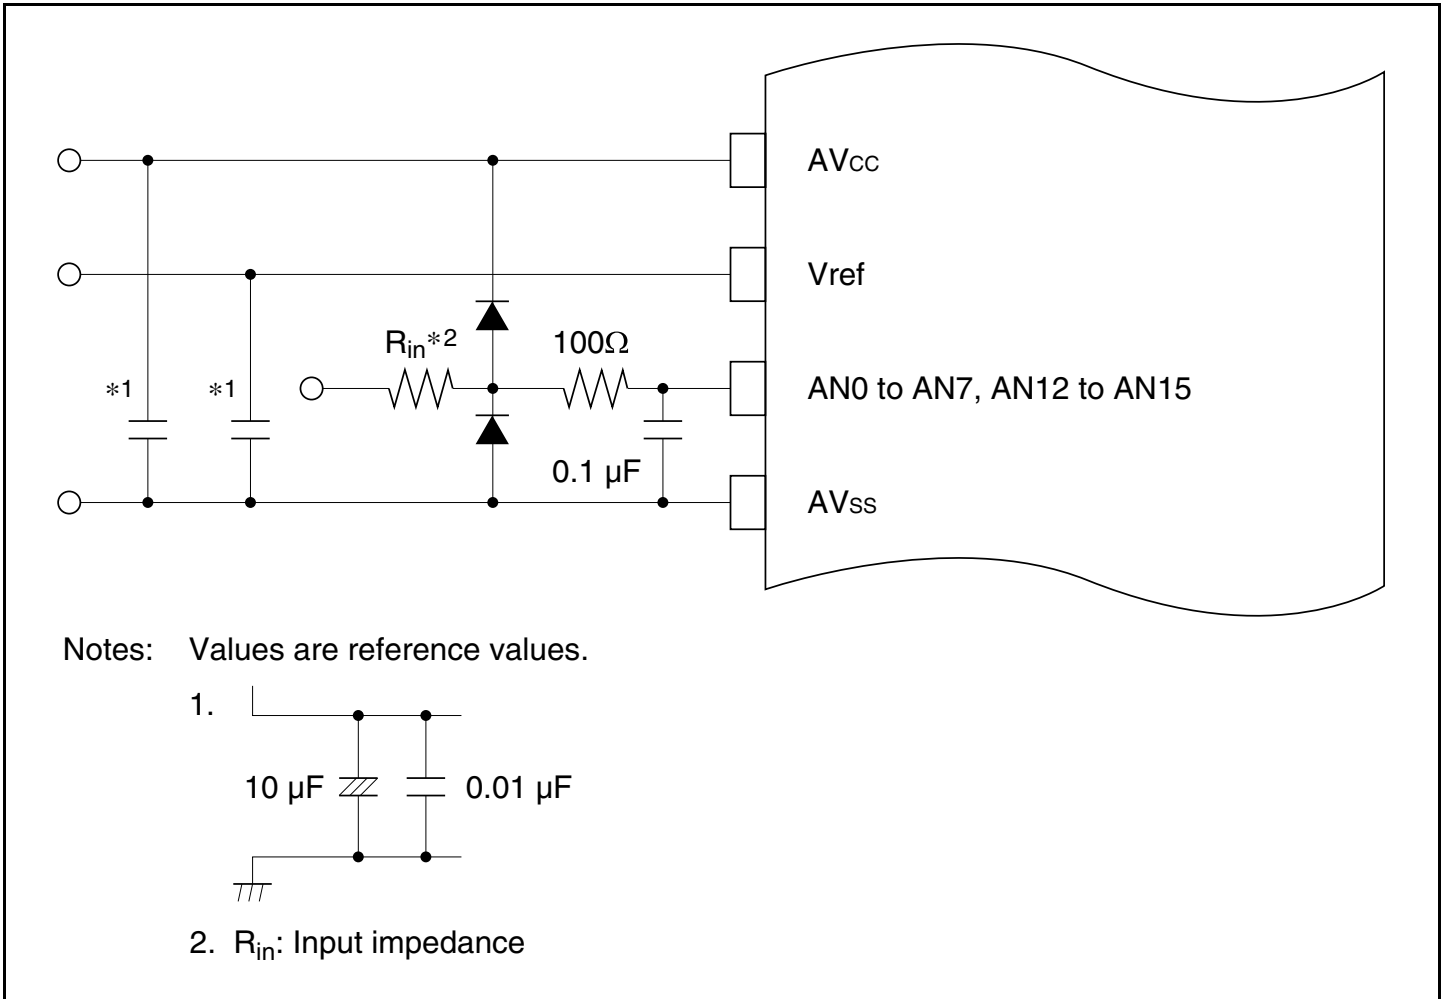 AVCC
Vref
Rin*2
100Ω
*1
*1
AN0 to AN7, AN12 to AN15
0.1 µF
AVSS
Notes: Values are reference values.
1.
10 µF
0.01 µF
2. Rin: Input impedance